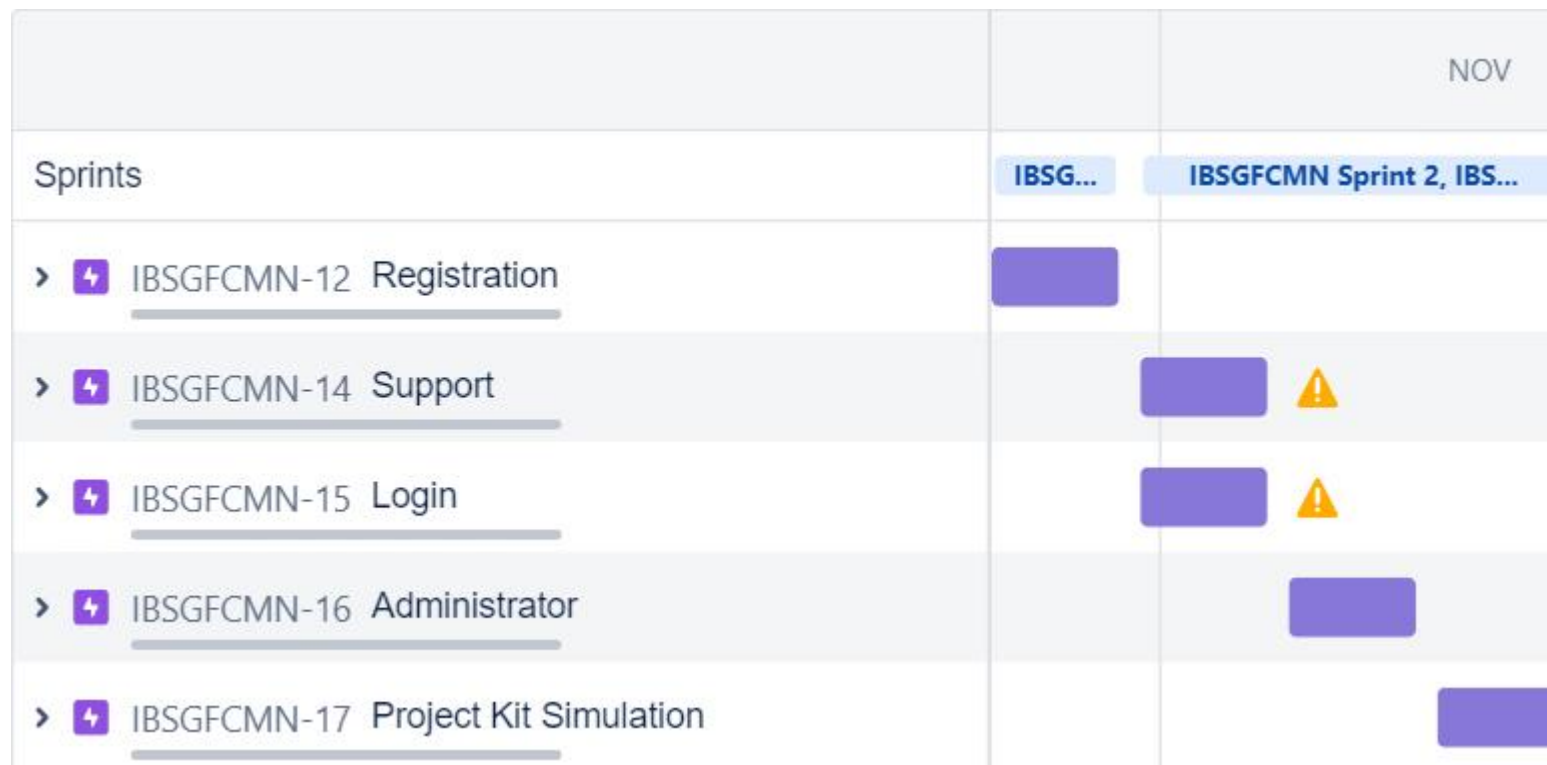 NOV
Sprints IBSG... IBSGFCMN Sprint 2, IBS...
IBSGFCMN-12 Registration
IBSGFCMN-14 Support
IBSGFCMN-15 Login
IBSGFCMN-16 Administrator
IBSGFCMN-17 Project Kit Simulation